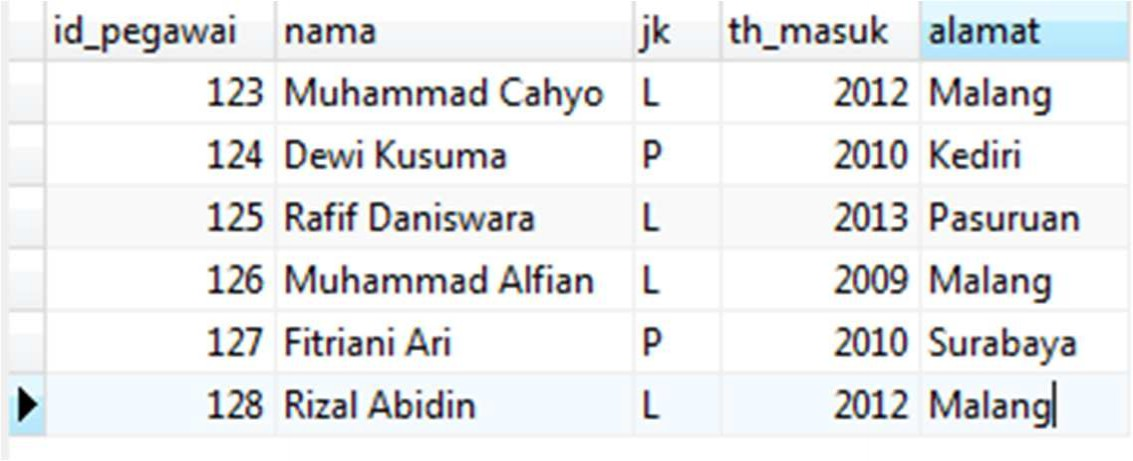 id_pegawai nama jk th_masuk alamat
123 Muhammad Cahyo L 2012 Malang
124 Dewi Kusuma P 2010 Kediri
125 Rafif Daniswara L 2013 Pasuruan
126 Muhammad Alfian L 2009 Malang
127 Fitriani Ari P 2010 Surabaya
128 Rizal Abidin L 2012 Malang